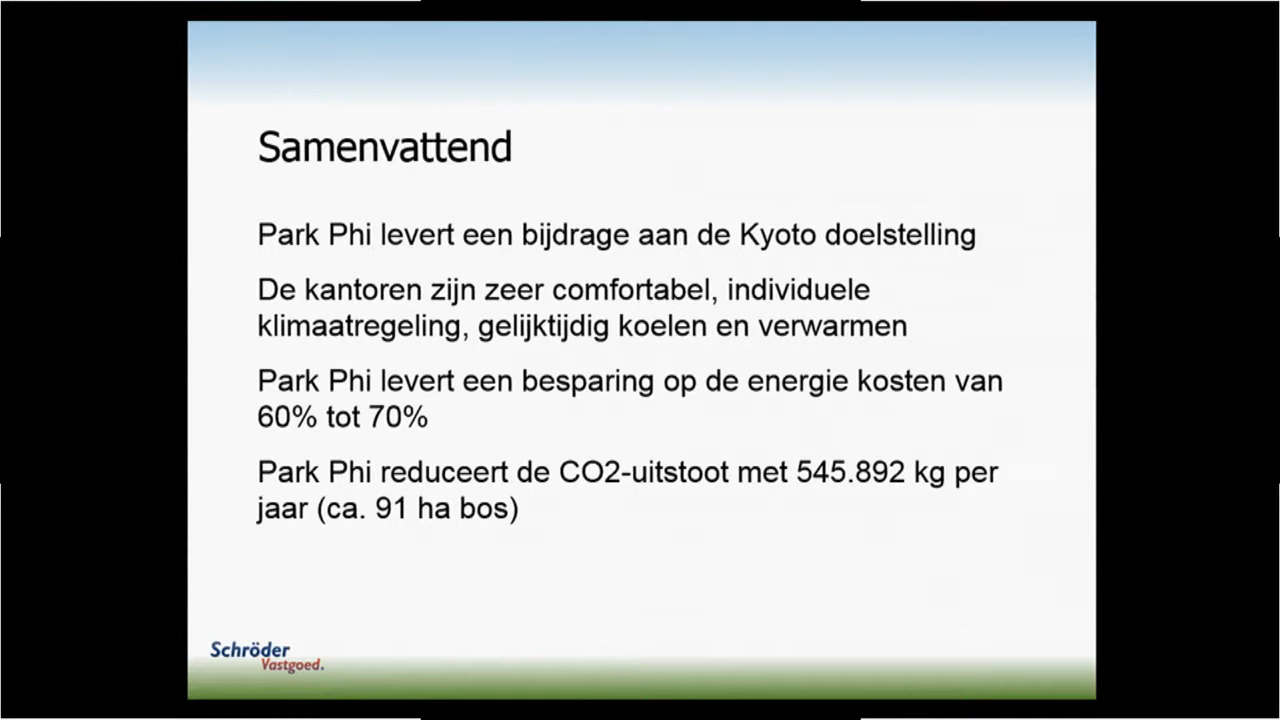 Samenvattend
Park Phi levert een bijdrage aan de Kyoto doelstelling
De kantoren zijn zeer comfortabel, individuele
klimaatregeling, gelijktijdig koelen en verwarmen
Park Phi levert een besparing op de energie kosten van
60% tot 70%
Park Phi reduceert de CO2-uitstoot met 545.892 kg per
jaar (ca. 91 ha bos)
Schröder
Vastgoed.